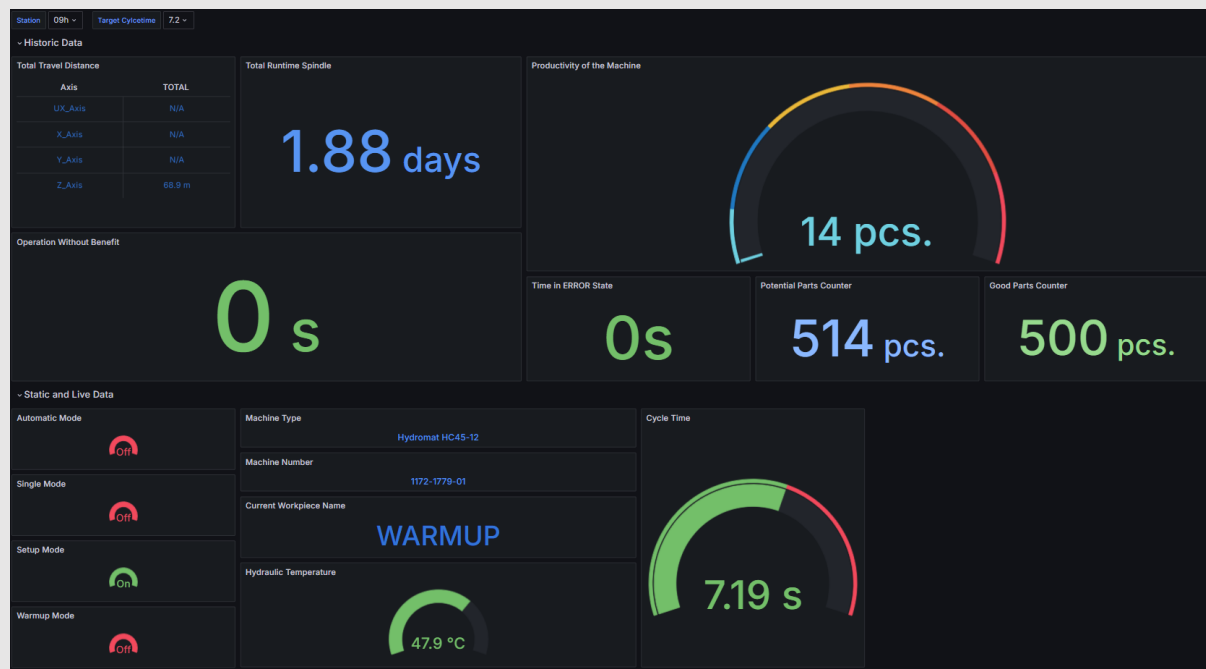 Station 09h Target Cylcetime 7.2
Historic Data
Total Travel Distance
Axis TOTAL
UX_Axis N/A
X_Axis N/A
Y_Axis N/A
Z_Axis 68.9 m
Total Runtime Spindle
1.88 days
Productivity of the Machine
14 pcs.
Operation Without Benefit
0 s
Time in ERROR State
0s
Potential Parts Counter
514 pcs.
Good Parts Counter
500 pcs.
Static and Live Data
Automatic Mode
Off
Single Mode
Off
Setup Mode
On
Warmup Mode
Off
Machine Type
Hydromat HC45-12
Machine Number
1172-1779-01
Current Workpiece Name
WARMUP
Hydraulic Temperature
47.9 °C
Cycle Time
7.19 s